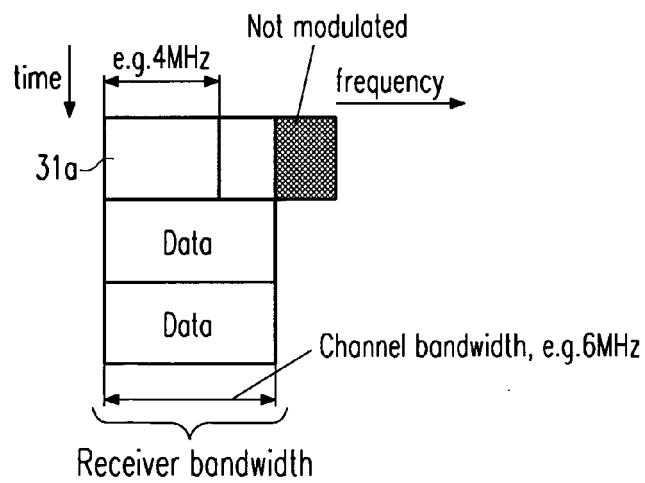 Not modulated
e.g.4MHz
time
frequency
31a
Data
Data
Channel bandwidth, e.g.6MHz
Receiver bandwidth